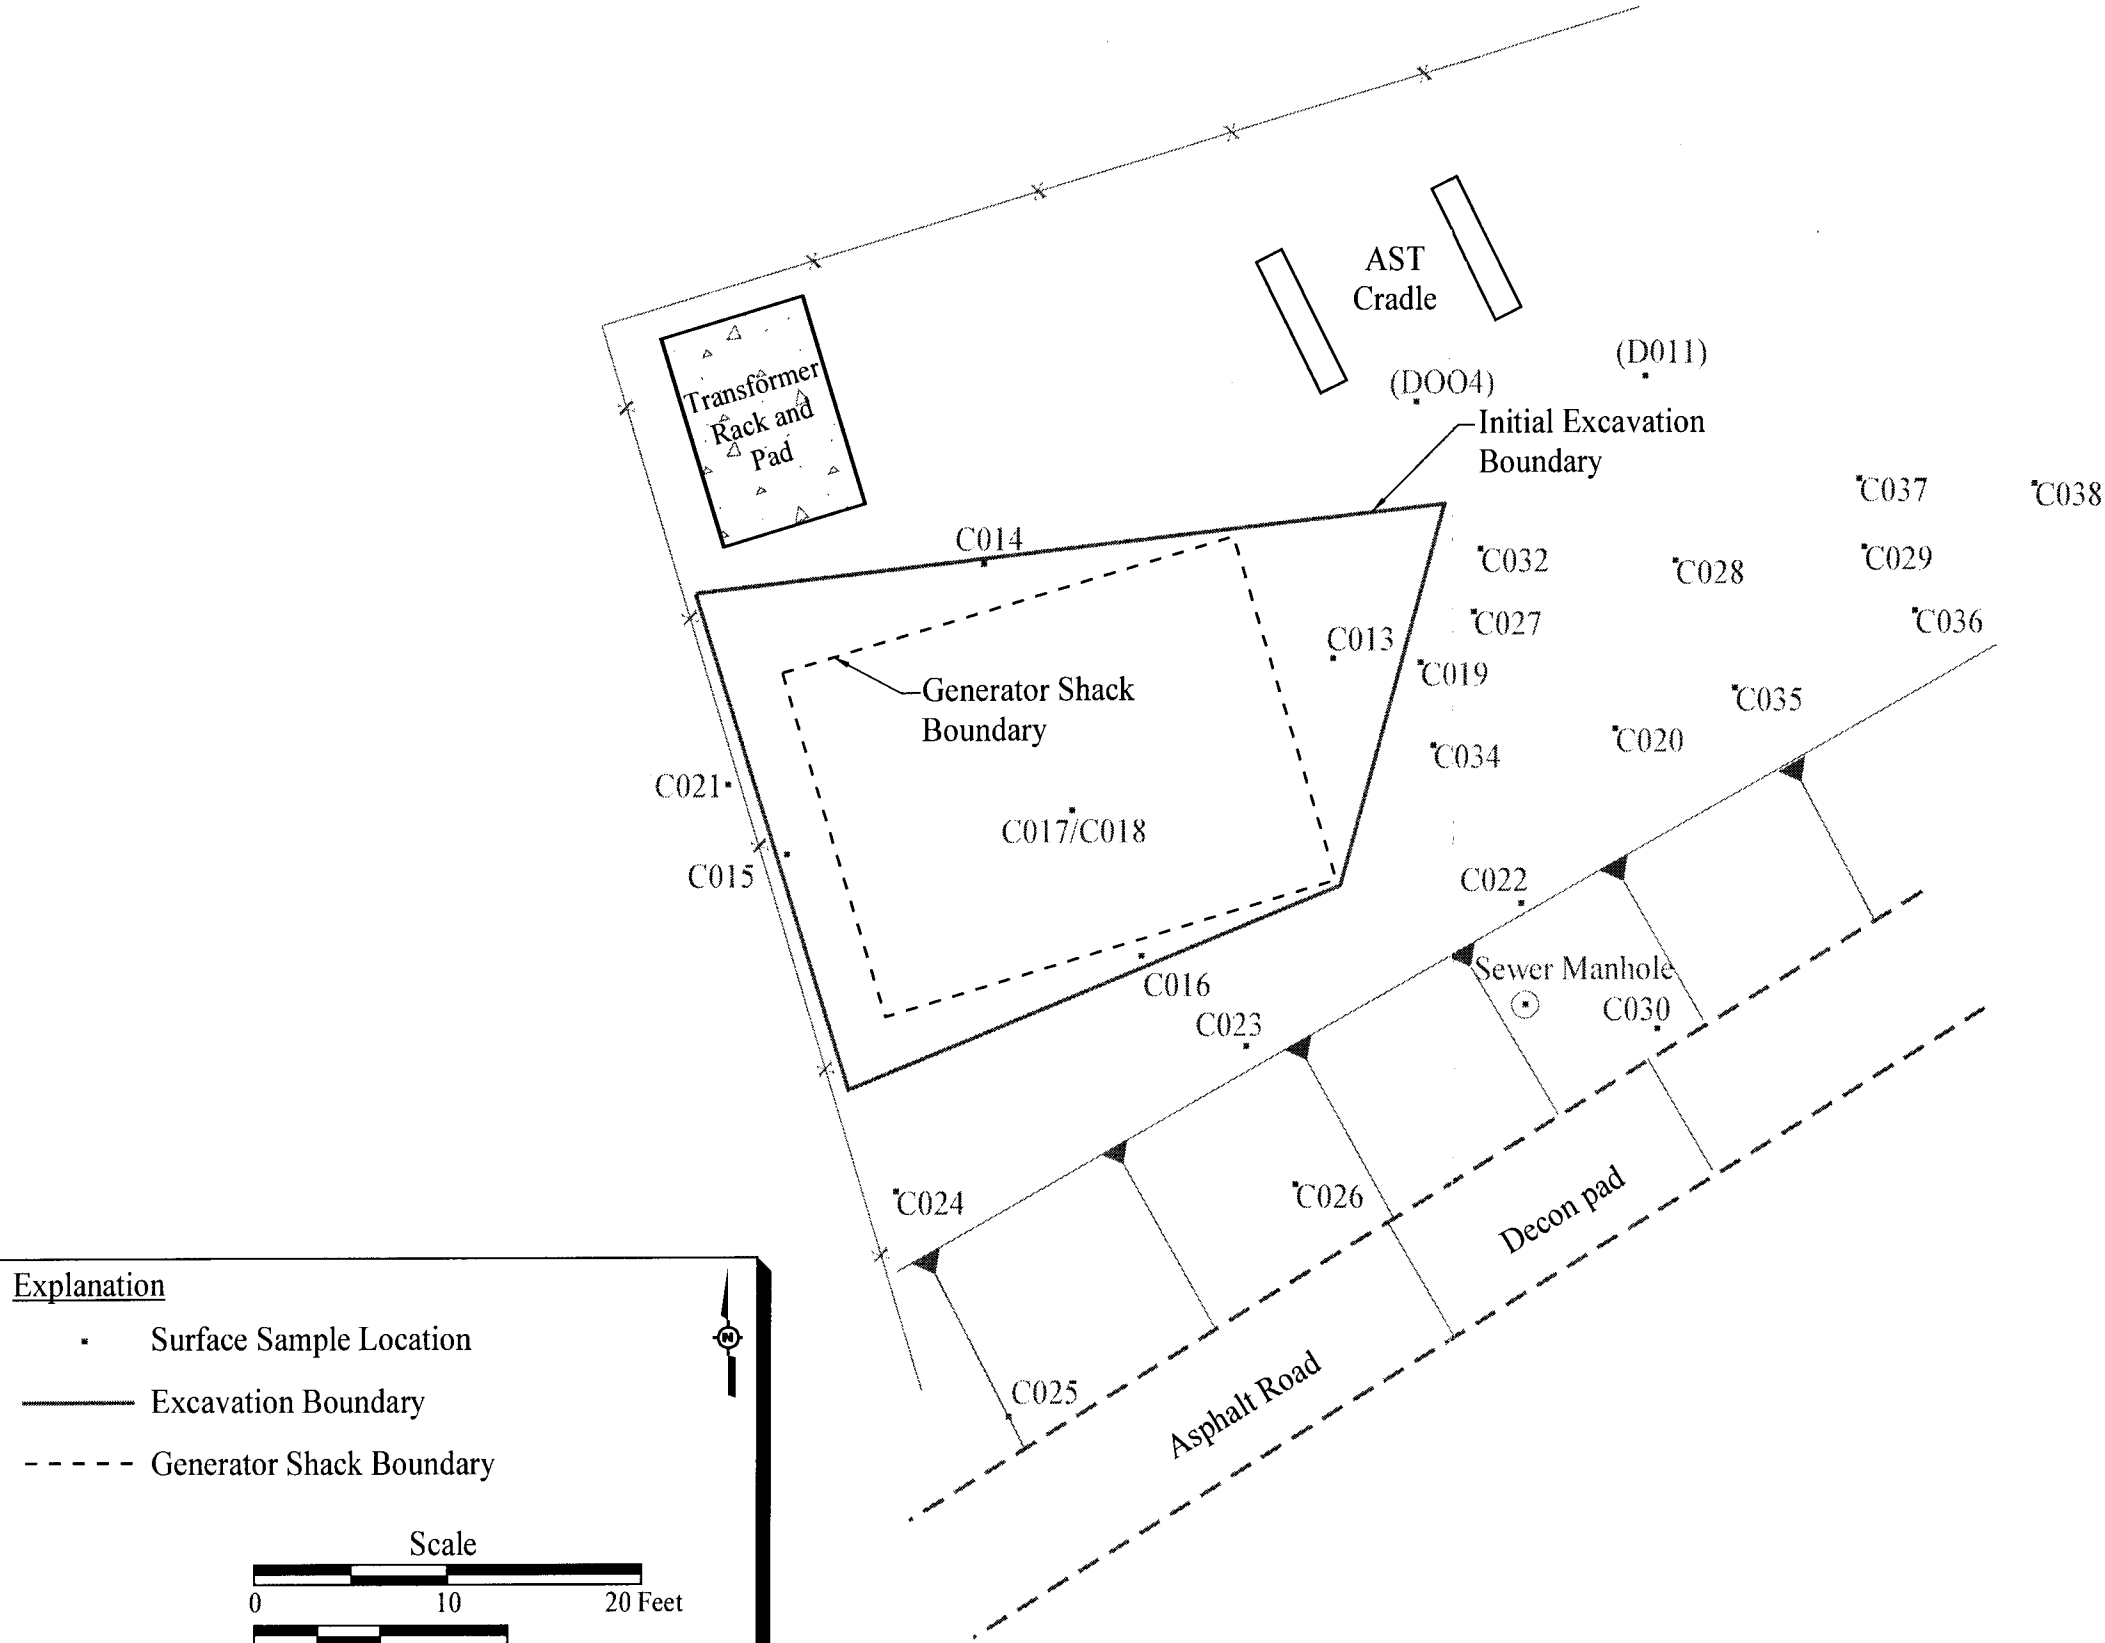 AST
Cradle
(D011)
(DOO4)
Transformer
Rack and
Pad
Initial Excavation
Boundary
C037
C038
C014
C032
C028
C029
C027
C036
C013
C019
Generator Shack
Boundary
C035
C020
C034
C021
C017/C018
C015
C022
Sewer Manhole
C016
C030
C023
C024
C026
Decon pad
C025
Asphalt Road
Explanation
N
Surface Sample Location
Excavation Boundary
Generator Shack Boundary
Scale
0 10 20 Feet